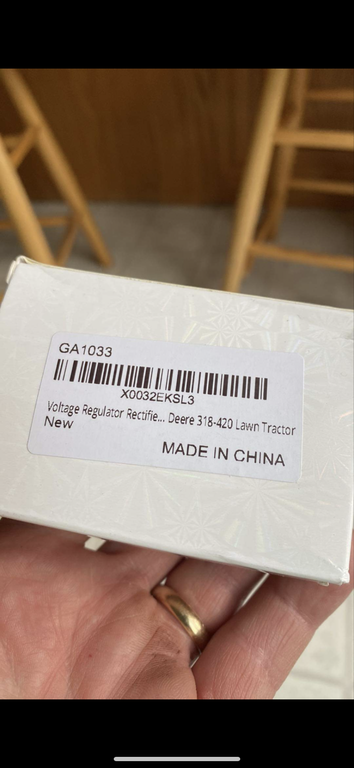 GA1033
X0032EKSL3
Voltage Regulator Rectifie... Deere 318-420 Lawn Tractor
New
MADE IN CHINA